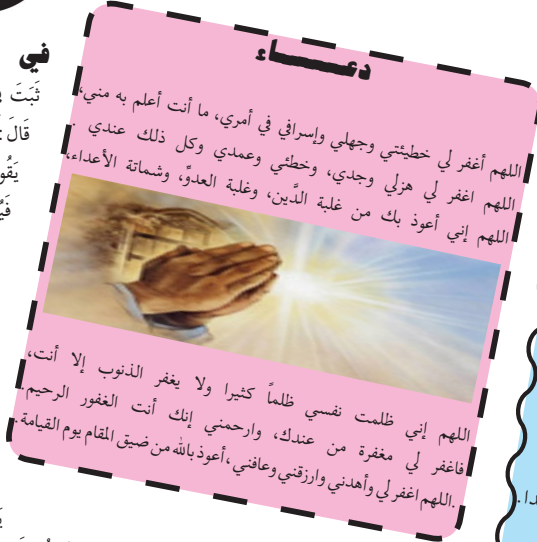 دعـــــاء
اللهم أغفر لي خطيئتي وجهلي وإسرافي في أمري، ما أنت أعلم به مني،
اللهم اغفر لي هزلي وجدي، وخطئي وعمدي وكل ذلك عندي .
اللهم إني أعوذ بك من غلبة الدَّين، وغلبة العدوِّ، وشماتة الأعداء،
اللهم إني ظلمت نفسي ظلماً كثيرا ولا يغفر الذنوب إلا أنت،
فاغفر لي مغفرة من عندك، وارحمني إنك أنت الغفور الرحيم.
.اللهم اغفر لي وأهدني وارزقني وعافني ،أعوذ بالله من ضيق المقام يوم القيامة.
في
ثَبَتَ
قَالَ: